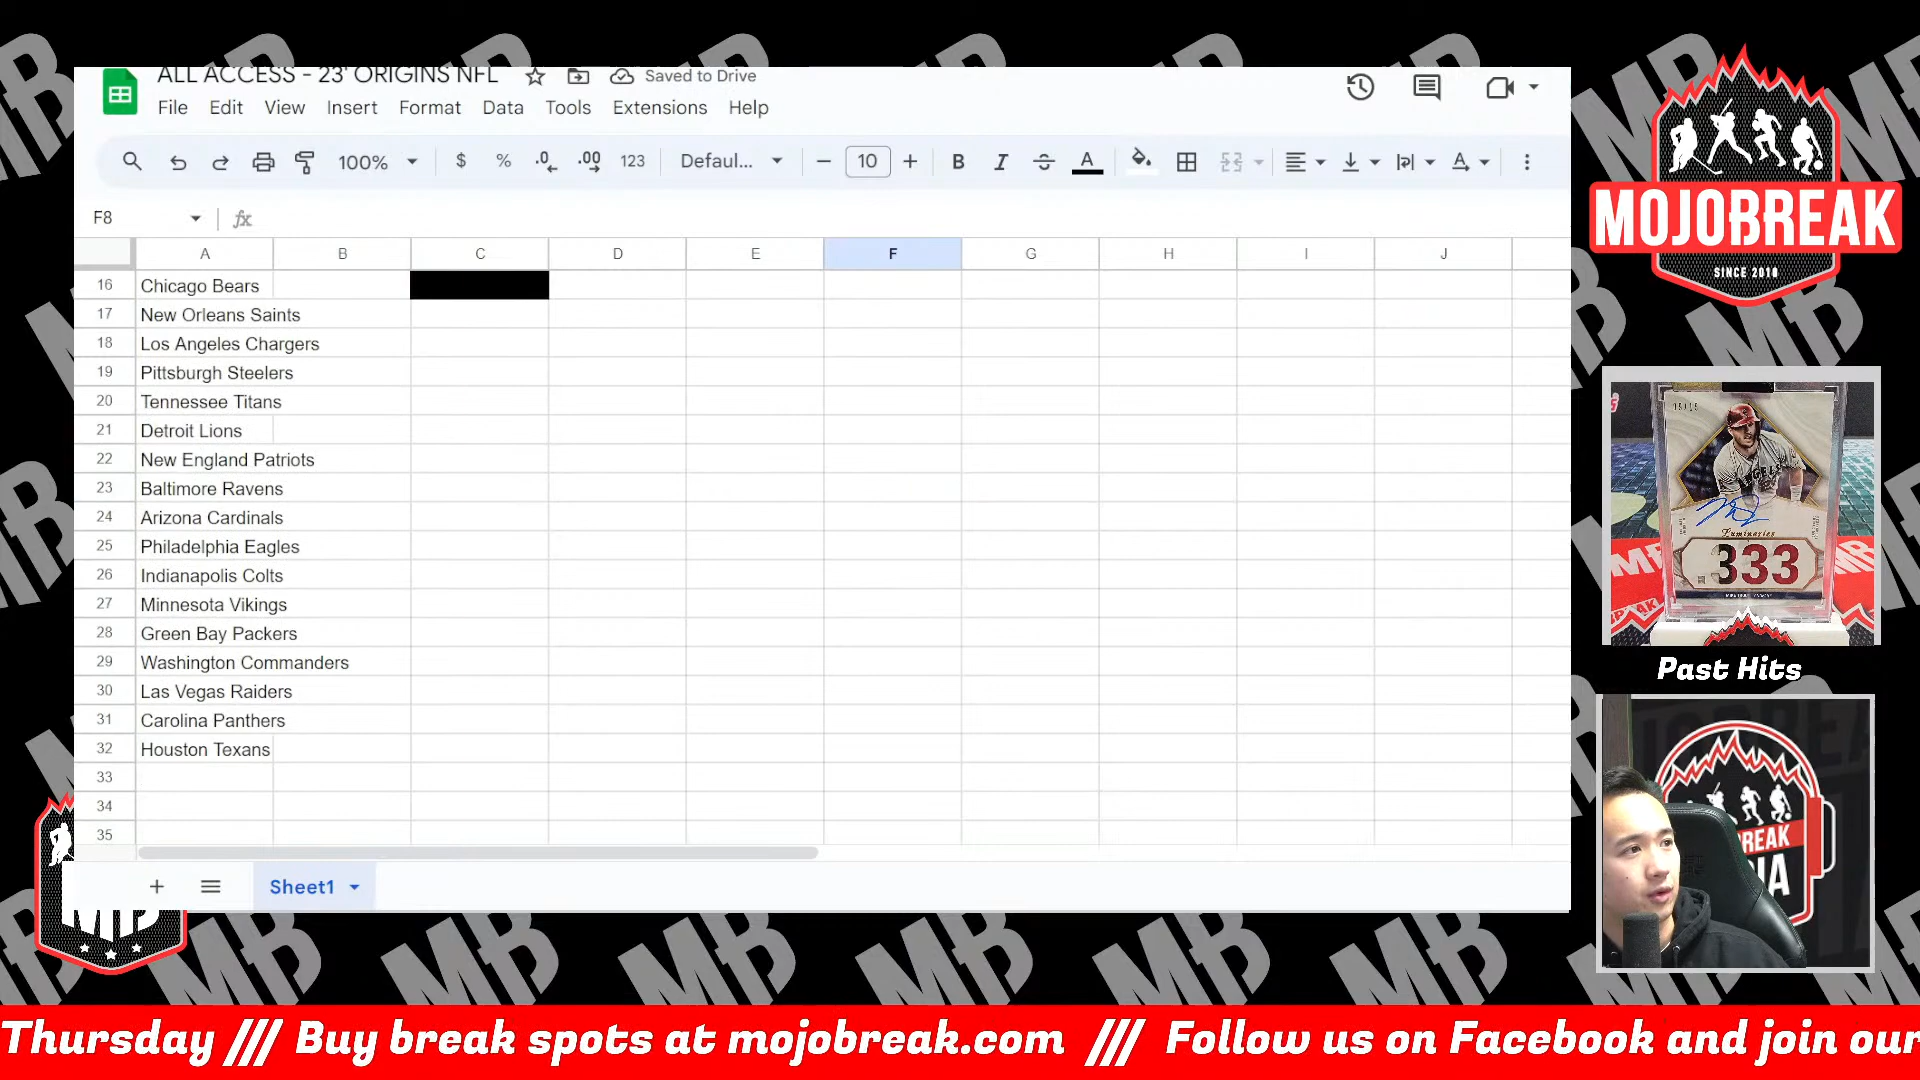 ALL ACCESS - 23' ORIGINS NFL
Saved to Drive
File Edit View Insert Format Data Tools Extensions Help
100% $ % .0 .00 123 Defaul... 10 B I A
F8 fx
A B C D E F G H I J
16 Chicago Bears
17 New Orleans Saints
18 Los Angeles Chargers
19 Pittsburgh Steelers
20 Tennessee Titans
21 Detroit Lions
22 New England Patriots
23 Baltimore Ravens
24 Arizona Cardinals
25 Philadelphia Eagles
26 Indianapolis Colts
27 Minnesota Vikings
28 Green Bay Packers
29 Washington Commanders
30 Las Vegas Raiders
31 Carolina Panthers
32 Houston Texans
33
34
35
Sheet1
MOJOBREAK
SINCE 2010
ANGELS
Luminaries
333
Past Hits
MB
Thursday /// Buy break spots at mojobreak.com /// Follow us on Facebook and join our